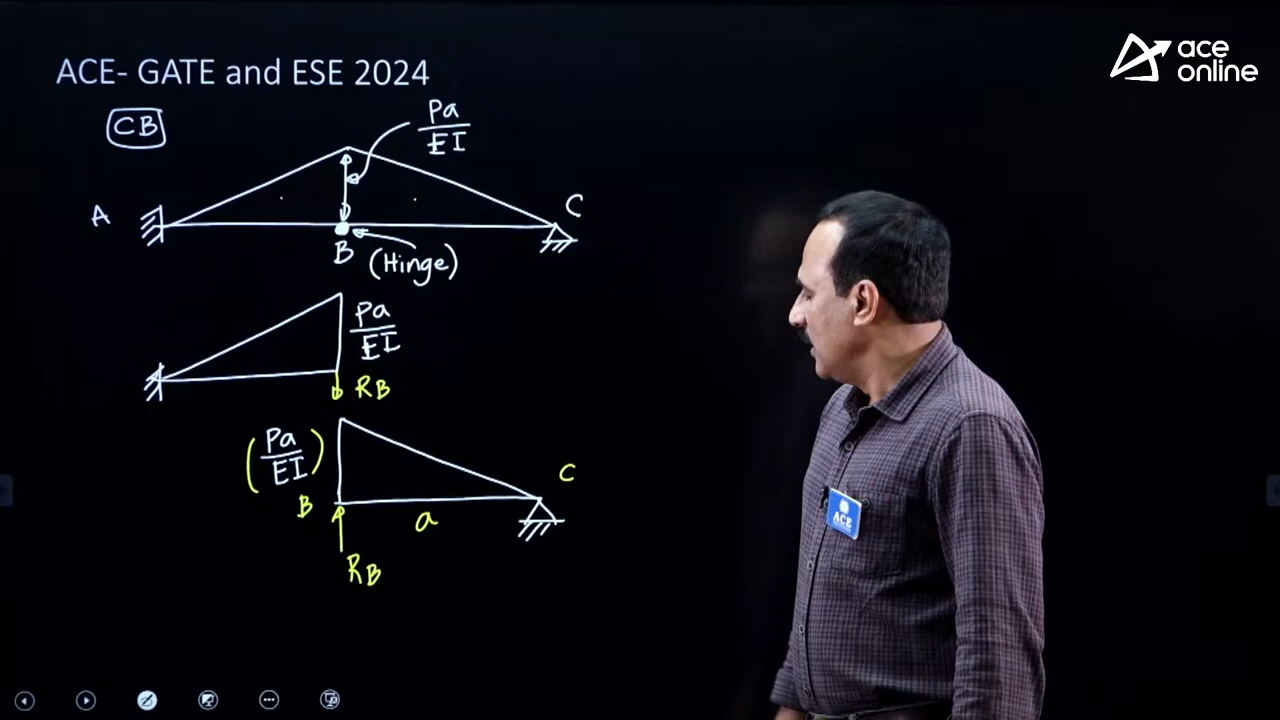 ace
online
ACE- GATE and ESE 2024
CB
Pa
EI
A
C
B
(Hinge)
Pa
EI
RB
(Pa
EI)
B
a
C
RB
ACE